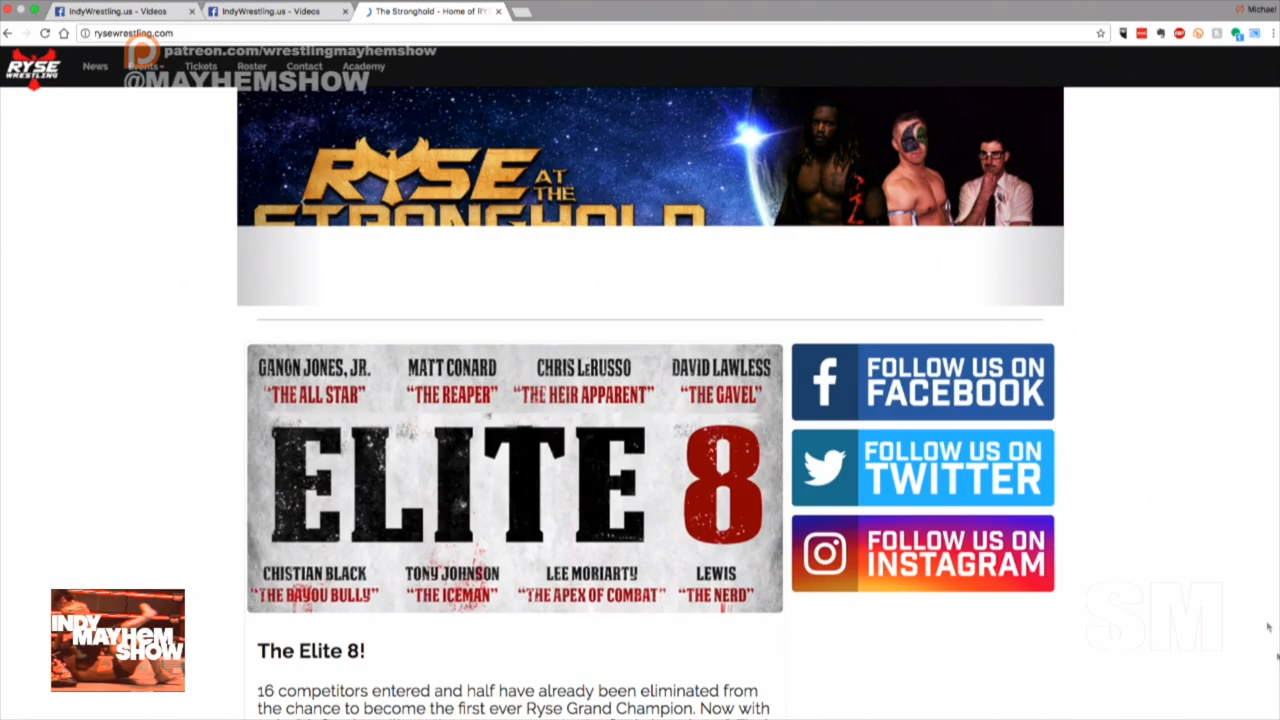 IndyWrestling.us - Videos
IndyWrestling.us - Videos
The Stronghold - Home of RYS
Michael
rysewrestling.com
patreon.com/wrestlingmayhemshow
RYSE
WRESTLING
News
Events
Tickets
Roster
Contact
Academy
@MAYHEMSHOW
RYSE AT
THE
STRONGHOLD
GANON JONES, JR.
"THE ALL STAR"
MATT CONARD
"THE REAPER"
CHRIS LeRUSSO
"THE HEIR APPARENT"
DAVID LAWLESS
"THE GAVEL"
ELITE 8
CHISTIAN BLACK
"THE BAYOU BULLY"
TONY JOHNSON
"THE ICEMAN"
LEE MORIARTY
"THE APEX OF COMBAT"
LEWIS
"THE NERD"
FOLLOW US ON
FACEBOOK
FOLLOW US ON
TWITTER
FOLLOW US ON
INSTAGRAM
INDY
MAYHEM
SHOW
SM
The Elite 8!
16 competitors entered and half have already been eliminated from
the chance to become the first ever Ryse Grand Champion. Now with